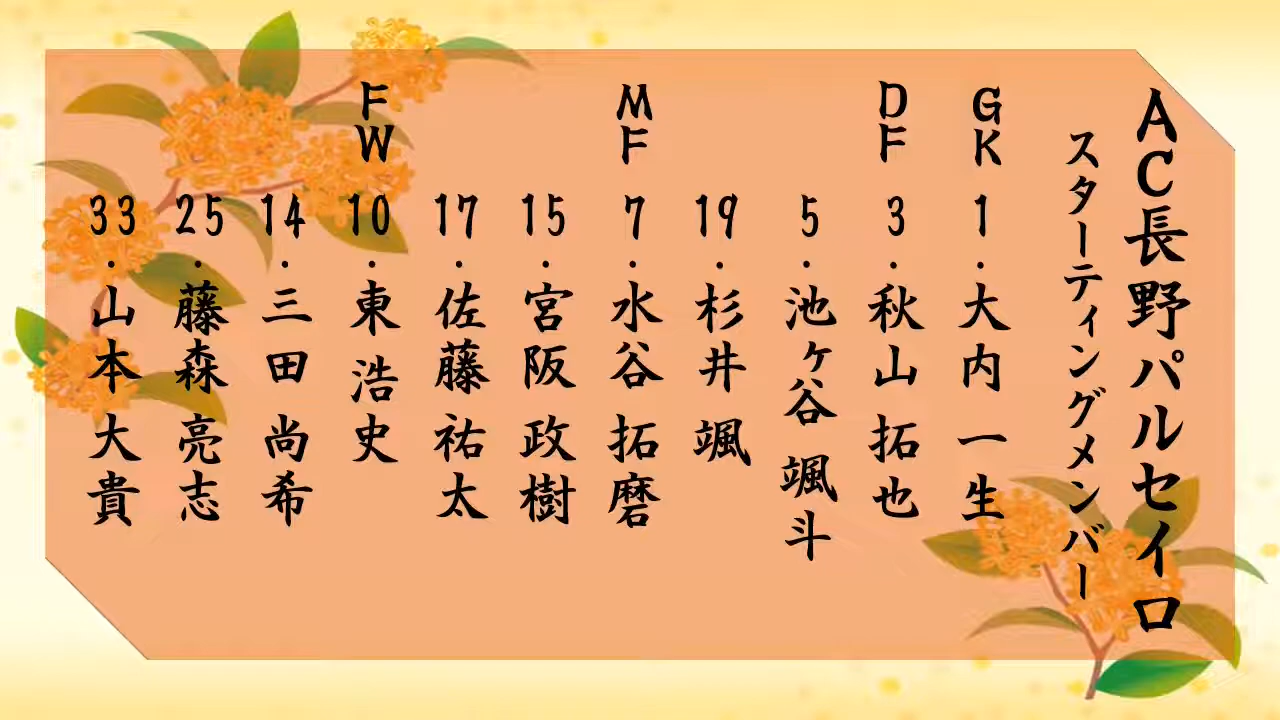 AC長野パルセイロ
スターティングメンバー
GK 1.大内 一生
DF 3.秋山 拓也
5.池ヶ谷 颯斗
19.杉井 颯
MF 7.水谷 拓磨
15.宮阪 政樹
17.佐藤 祐太
FW 10.東 浩史
14.三田 尚希
25.藤森 亮志
33.山本 大貴